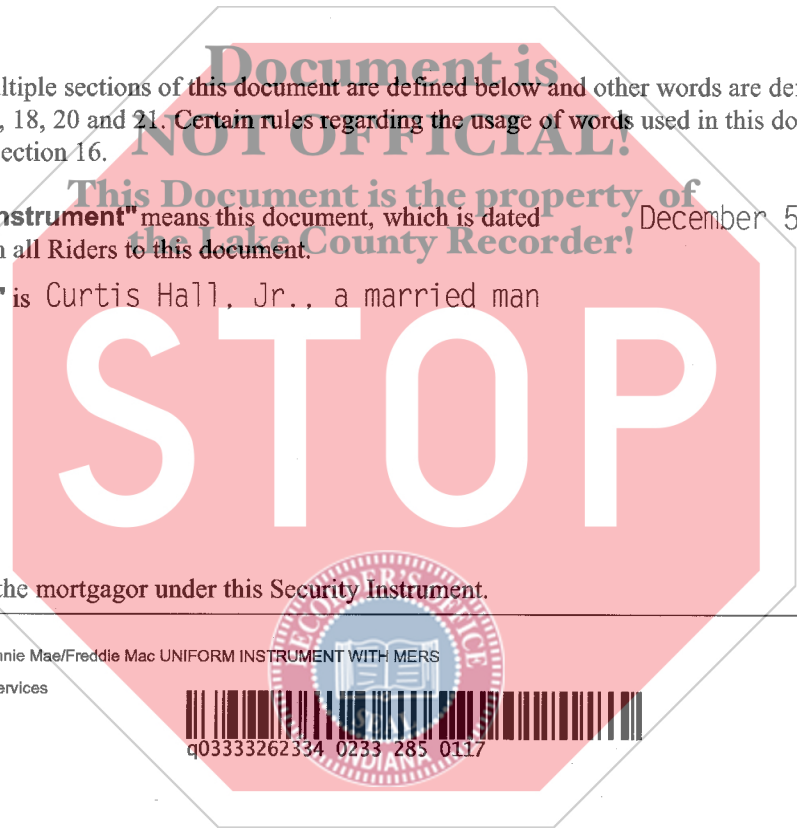 Document is
ltiple sections of this document are defined below and other words are de
, 18, 20 and 21. Certain rules regarding the usage of words used in this do
NOT OFFICIAL!
ection 16.
This Document is the property of
nstrument" means this document, which is dated December 5
the Lake County Recorder!
n all Riders to this document.
" is Curtis Hall, Jr., a married man
STOP
the mortgagor under this Security Instrument.
nnie Mae/Freddie Mac UNIFORM INSTRUMENT WITH MERS
ervices
RECORDER'S OFFICE
SEAL
INDIANA
q03333262334 0233 285 0117